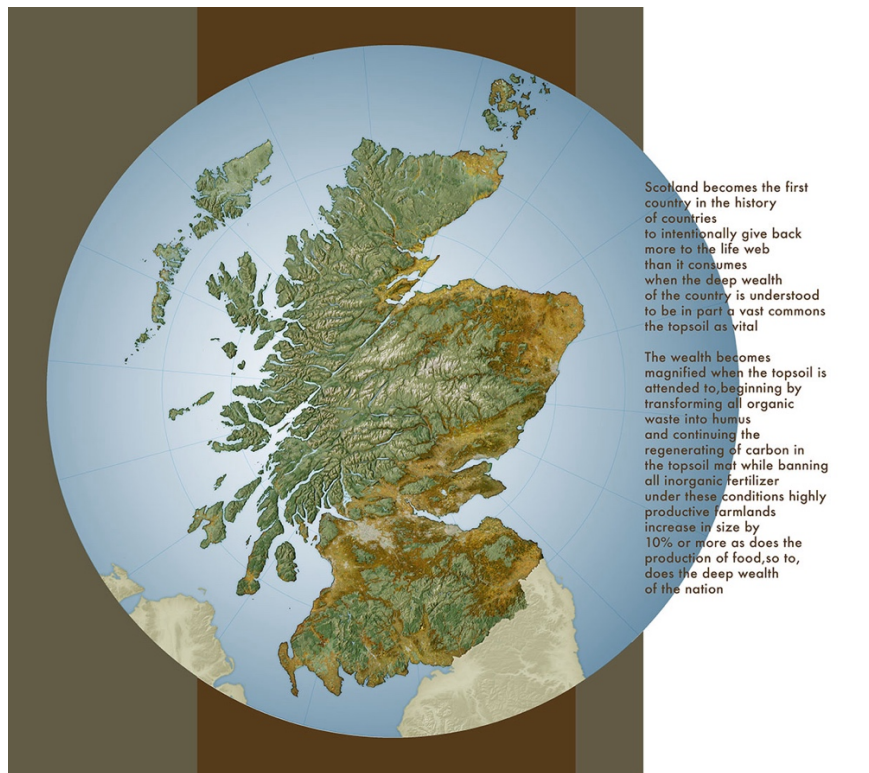 Scotland becomes the first
country in the history
of countries
to intentionally give back
more to the life web
than it consumes
when the deep wealth
of the country is understood
to be in part a vast commons
the topsoil as vital
The wealth becomes
magnified when the topsoil is
attended to,beginning by
transforming all organic
waste into humus
and continuing the
regenerating of carbon in
the topsoil mat while banning
all inorganic fertilizer
under these conditions highly
productive farmlands
increase in size by
10% or more as does the
production of food,so to,
does the deep wealth
of the nation